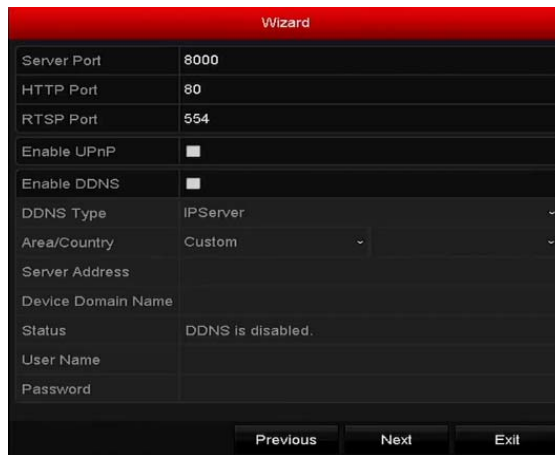 Wizard
Server Port 8000
HTTP Port 80
RTSP Port 554
Enable UPnP
Enable DDNS
DDNS Type IPServer
Area/Country Custom
Server Address
Device Domain Name
Status DDNS is disabled.
User Name
Password
Previous Next Exit